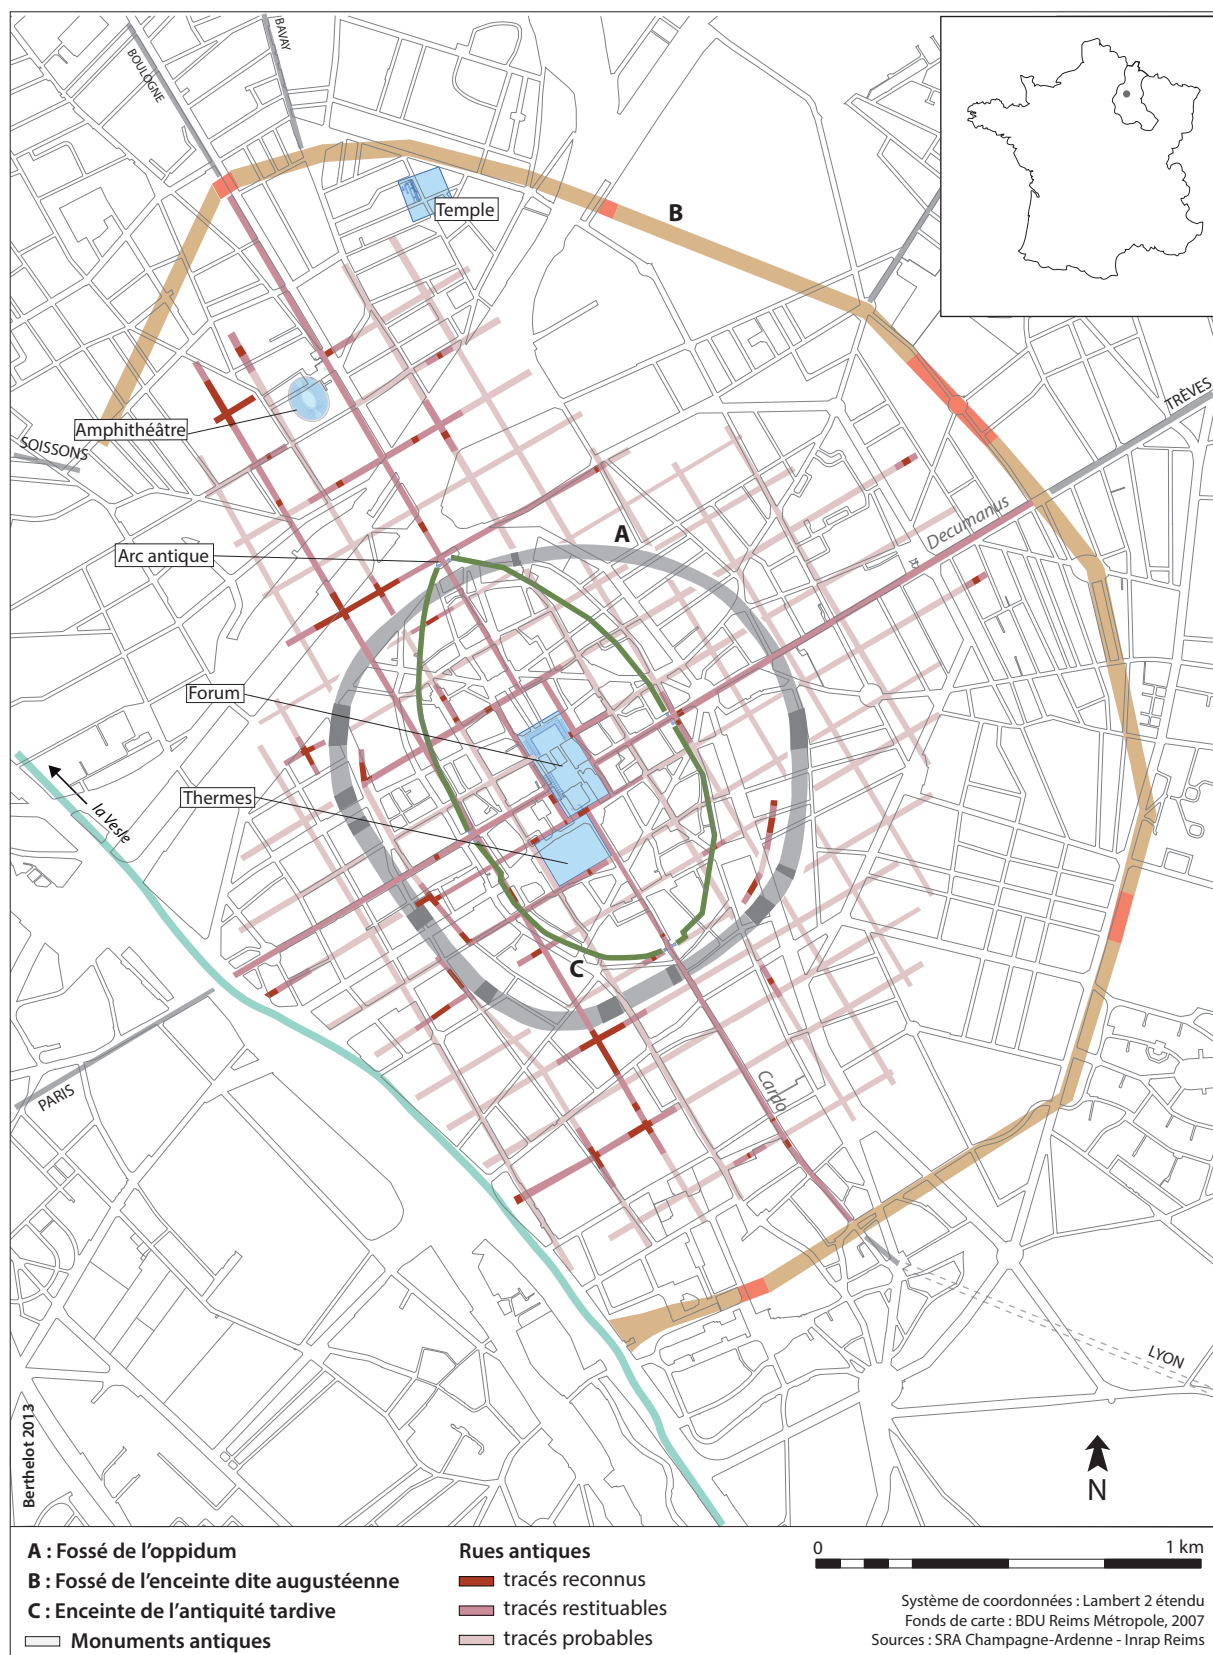 BOULOGNE
BAVAY
Temple
B
TRÈVES
Amphithéâtre
SOISSONS
Decumanus
A
Arc antique
Forum
Thermes
la Vesle
C
PARIS
Cardo
LYON
Berthelot 2013
N
A : Fossé de l'oppidum
B : Fossé de l'enceinte dite augustéenne
C : Enceinte de l'antiquité tardive
Monuments antiques
Rues antiques
tracés reconnus
tracés restituables
tracés probables
0 1 km
Système de coordonnées : Lambert 2 étendu
Fonds de carte : BDU Reims Métropole, 2007
Sources : SRA Champagne-Ardenne - Inrap Reims